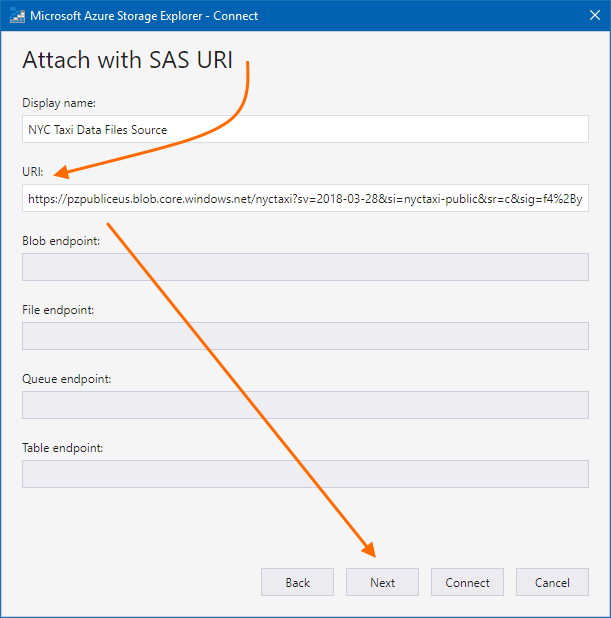 Microsoft Azure Storage Explorer - Connect
Attach with SAS URI
Display name:
NYC Taxi Data Files Source
URI:
https://pzpubliceus.blob.core.windows.net/nyctaxi?sv=2018-03-28&si=nyctaxi-public&sr=c&sig=f4%2By
Blob endpoint:
File endpoint:
Queue endpoint:
Table endpoint:
Back Next Connect Cancel